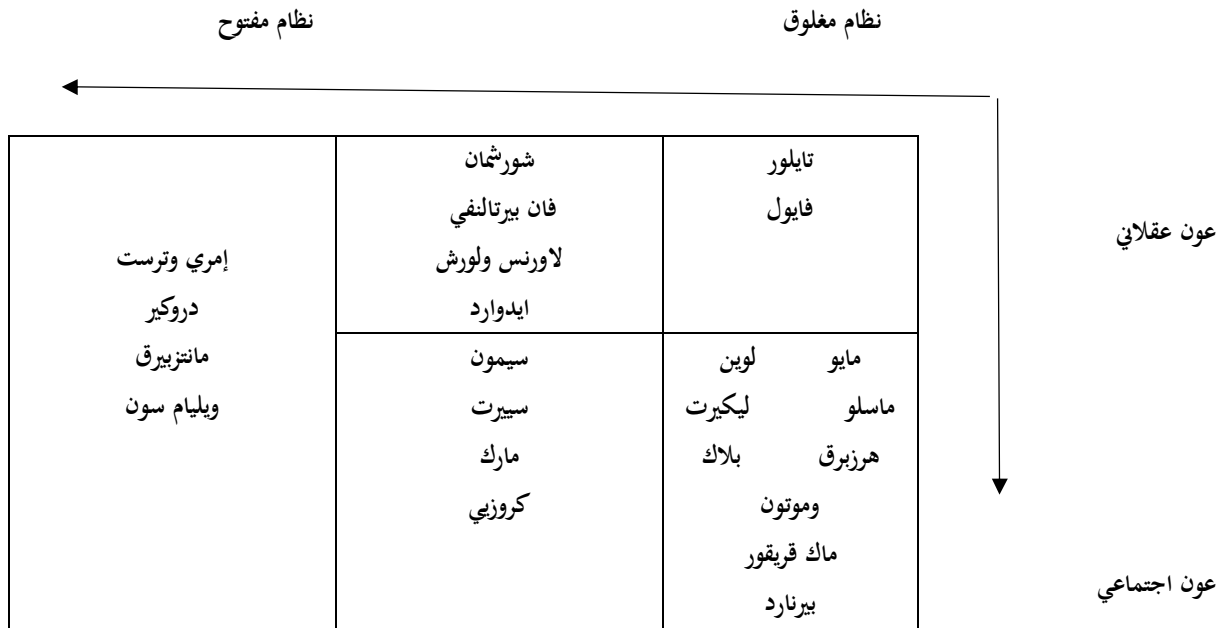 نظام مغلوق
نظام مفتوح
عون عقلاني
تايلور
فايول
شورشمان
فان بيرتالنفي
لاورنس ولورش
ايدوارد
إمري وترست
دروكير
مانتزبيرق
ويليام سون
مايو لوين
ماسلو ليكيرت
هرزبرق بلاك
وموتون
ماك قريقور
بيرنارد
سيمون
سييرت
مارك
كروزيي
عون اجتماعي